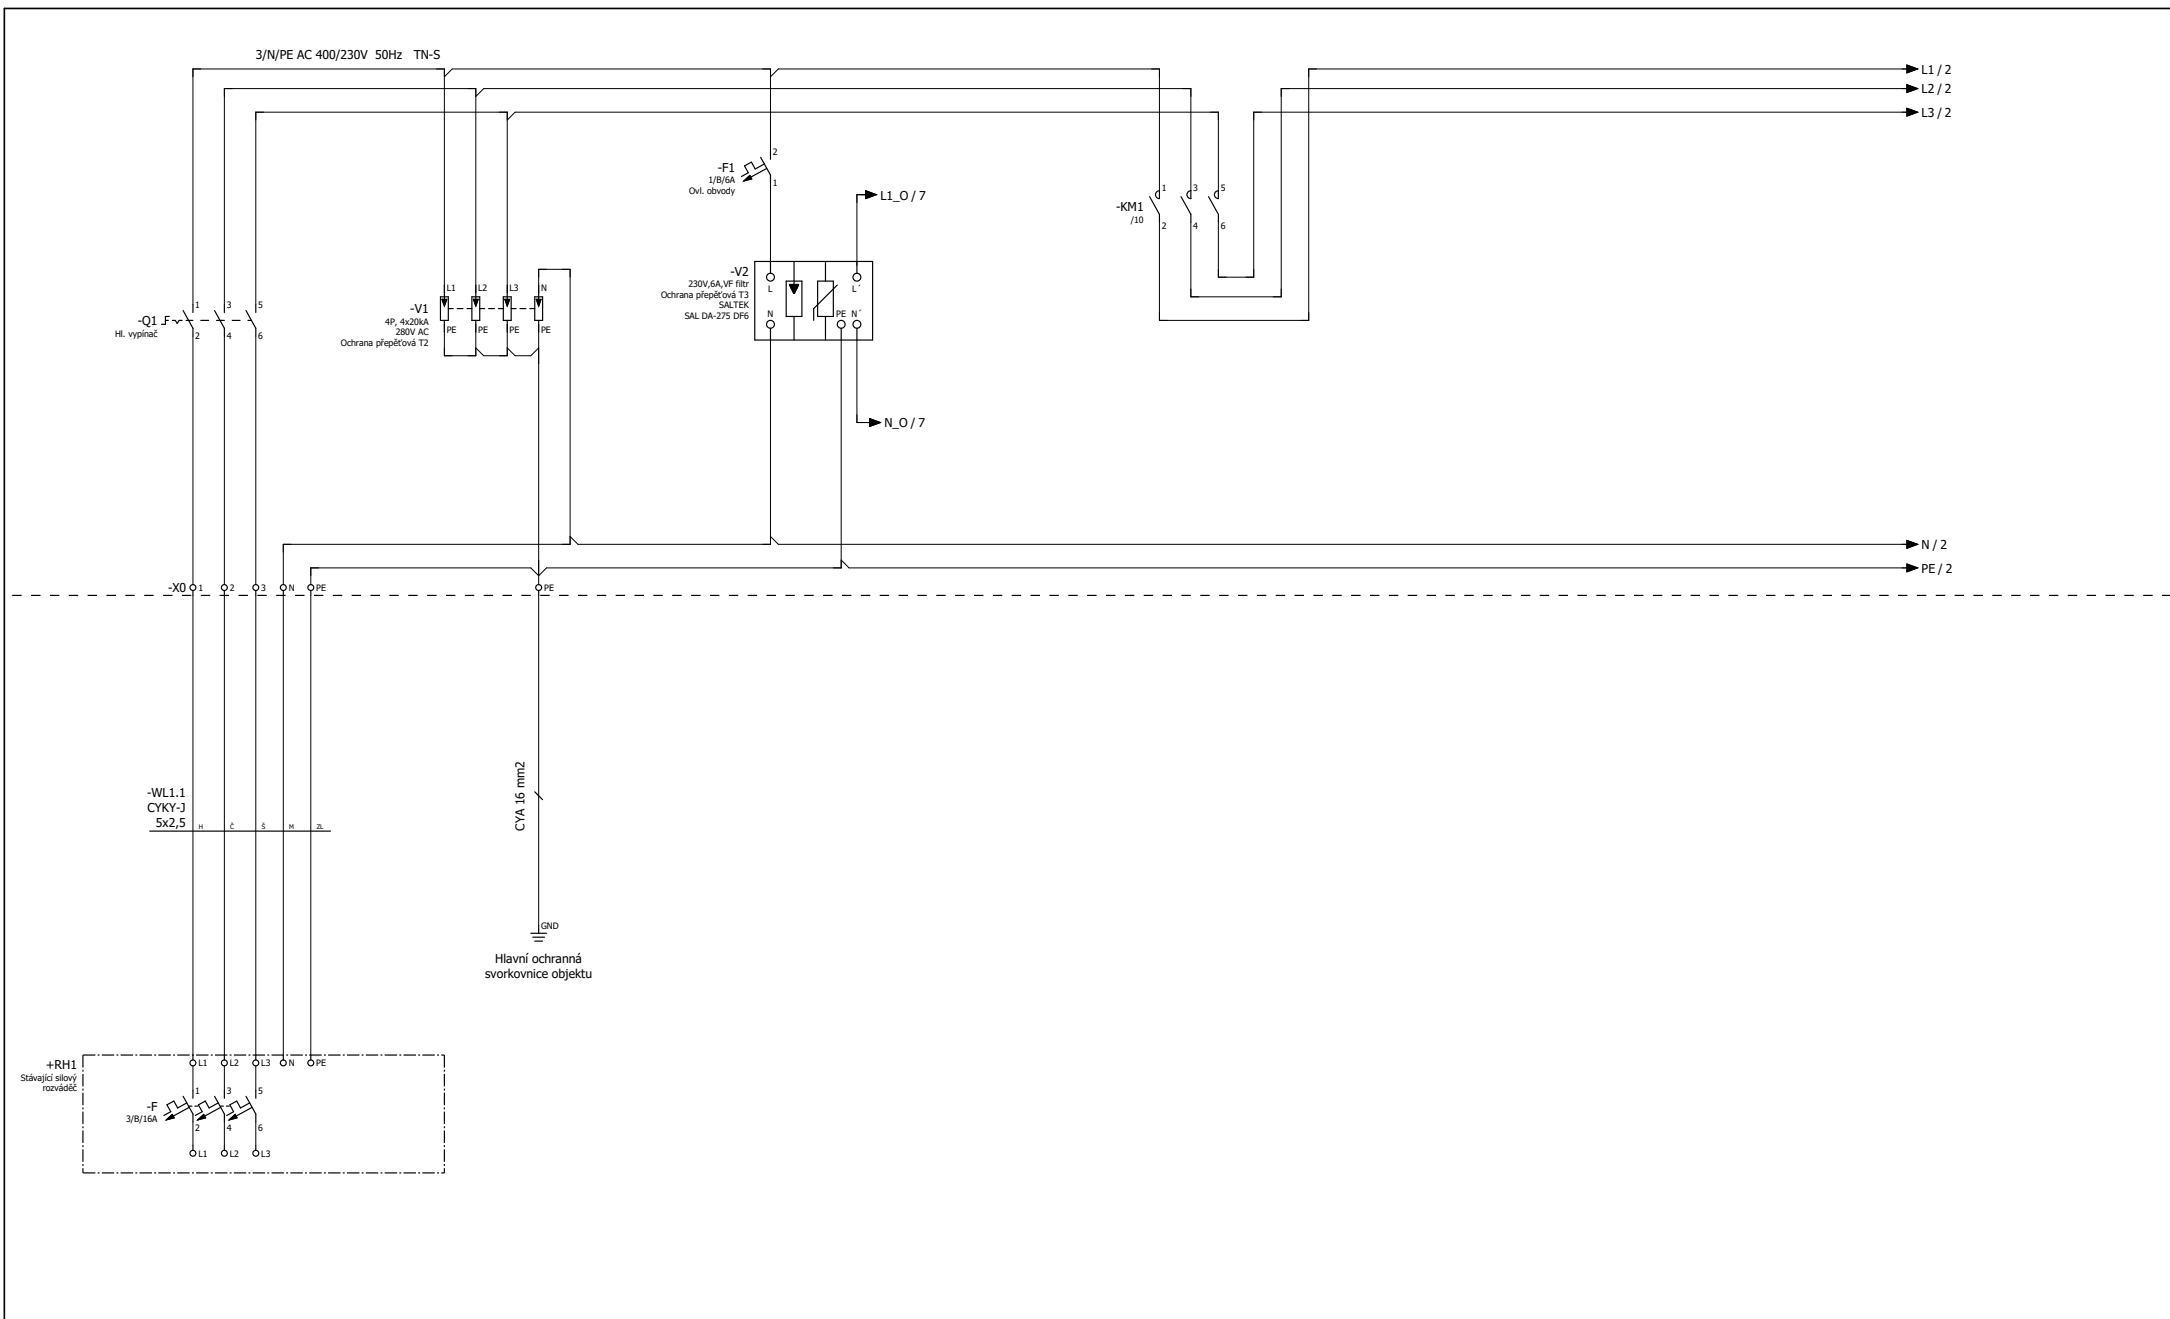 3/N/PE AC 400/230V  50Hz   TN-S
L1 / 2
L2 / 2
L3 / 2
-F1
1/B/6A
Ovl. obvody
2
1
L1_O / 7
-KM1
/10
1
3
5
2
4
6
-Q1
Hl. vypínač
1
3
5
2
4
6
-V1
4P, 4x20kA
280V AC
Ochrana přepěťová T2
L1
L2
L3
N
PE
PE
PE
PE
-V2
230V,6A,VF filtr
Ochrana přepěťová T3
SALTEK
SAL DA-275 DF6
L
L´
N
PE
N´
N_O / 7
N / 2
PE / 2
-X0
1
2
3
N
PE
PE
-WL1.1
CYKY-J
5x2,5
H
Č
Š
M
ZL
CYA 16 mm2
GND
Hlavní ochranná
svorkovnice objektu
+RH1
Stávající silový
rozváděč
L1
L2
L3
N
PE
-F
3/B/16A
1
3
5
2
4
6
L1
L2
L3